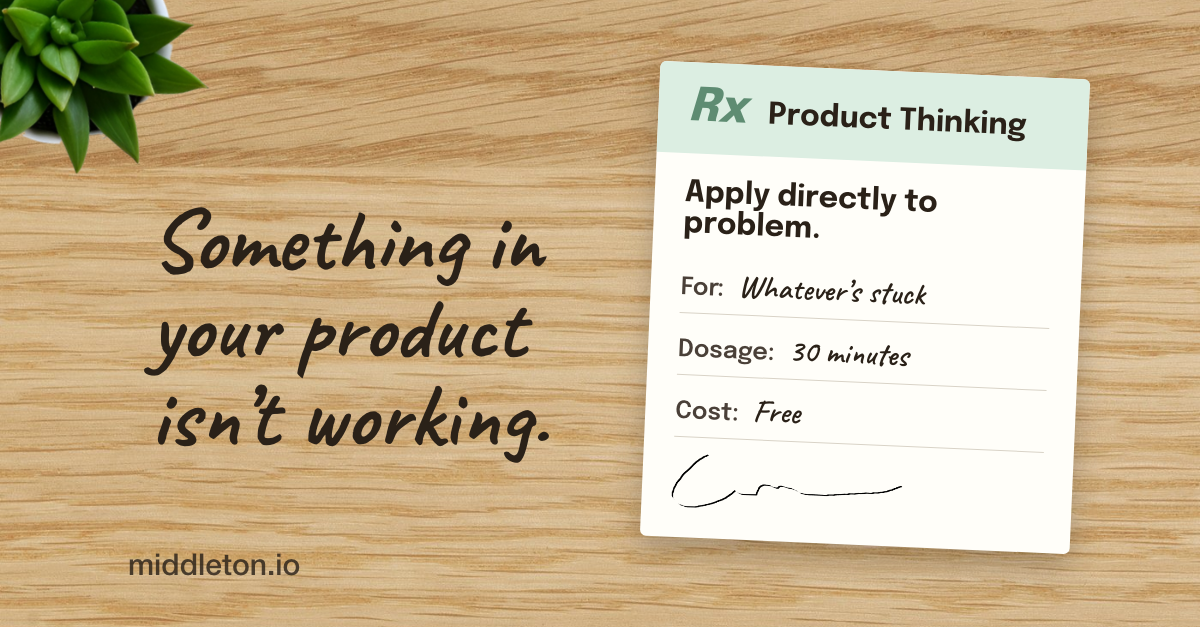 Something in
your product
isn't working.
middleton.io
Rx Product Thinking
Apply directly to
problem.
For: Whatever's stuck
Dosage: 30 minutes
Cost: Free